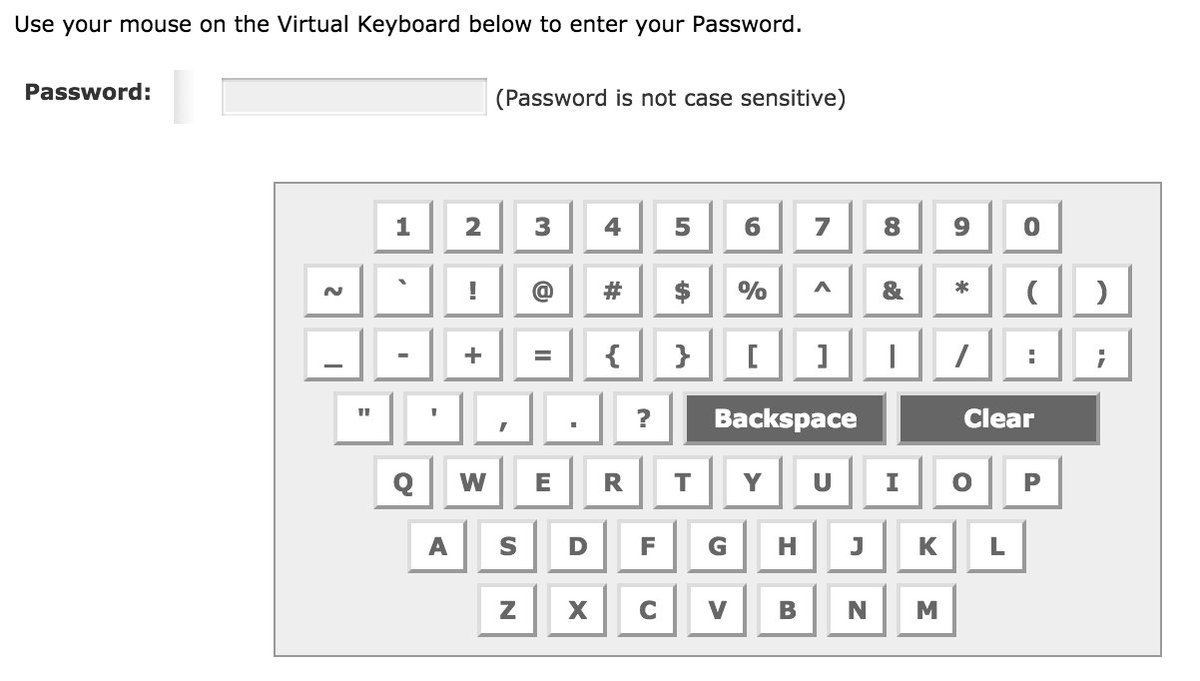 Use your mouse on the Virtual Keyboard below to enter your Password.
Password: (Password is not case sensitive)
1 2 3 4 5 6 7 8 9 0
~ ` ! @ # $ % ^ & * ( )
_ - + = { } [ ] | / : ;
" ' , . ? Backspace Clear
Q W E R T Y U I O P
A S D F G H J K L
Z X C V B N M